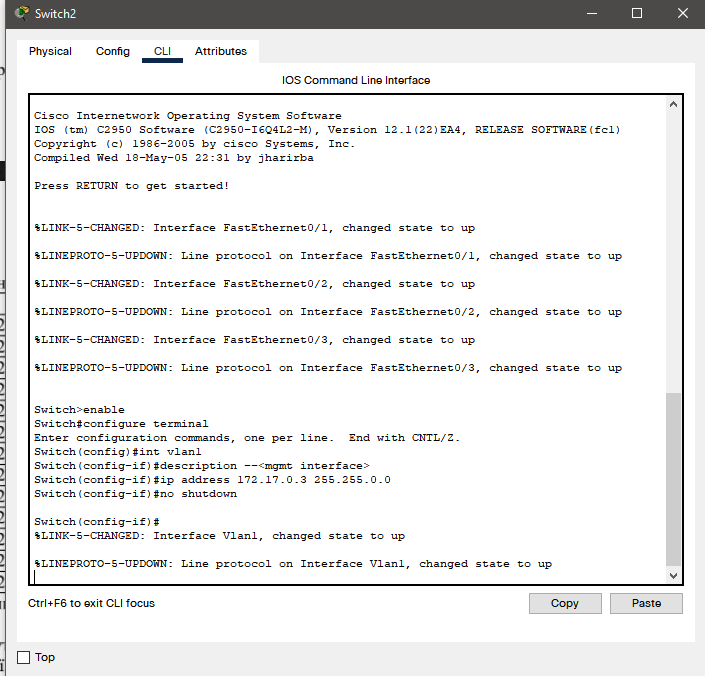 Switch2
Physical Config CLI Attributes
IOS Command Line Interface
Cisco Internetwork Operating System Software
IOS (tm) C2950 Software (C2950-I6Q4L2-M), Version 12.1(22)EA4, RELEASE SOFTWARE(fc1)
Copyright (c) 1986-2005 by cisco Systems, Inc.
Compiled Wed 18-May-05 22:31 by jharirba
Press RETURN to get started!
%LINK-5-CHANGED: Interface FastEthernet0/1, changed state to up
%LINEPROTO-5-UPDOWN: Line protocol on Interface FastEthernet0/1, changed state to up
%LINK-5-CHANGED: Interface FastEthernet0/2, changed state to up
%LINEPROTO-5-UPDOWN: Line protocol on Interface FastEthernet0/2, changed state to up
%LINK-5-CHANGED: Interface FastEthernet0/3, changed state to up
%LINEPROTO-5-UPDOWN: Line protocol on Interface FastEthernet0/3, changed state to up
Switch>enable
Switch#configure terminal
Enter configuration commands, one per line.  End with CNTL/Z.
Switch(config)#int vlan1
Switch(config-if)#description --<mgmt interface>
Switch(config-if)#ip address 172.17.0.3 255.255.0.0
Switch(config-if)#no shutdown
Switch(config-if)#
%LINK-5-CHANGED: Interface Vlan1, changed state to up
%LINEPROTO-5-UPDOWN: Line protocol on Interface Vlan1, changed state to up
Ctrl+F6 to exit CLI focus
Copy Paste
Top